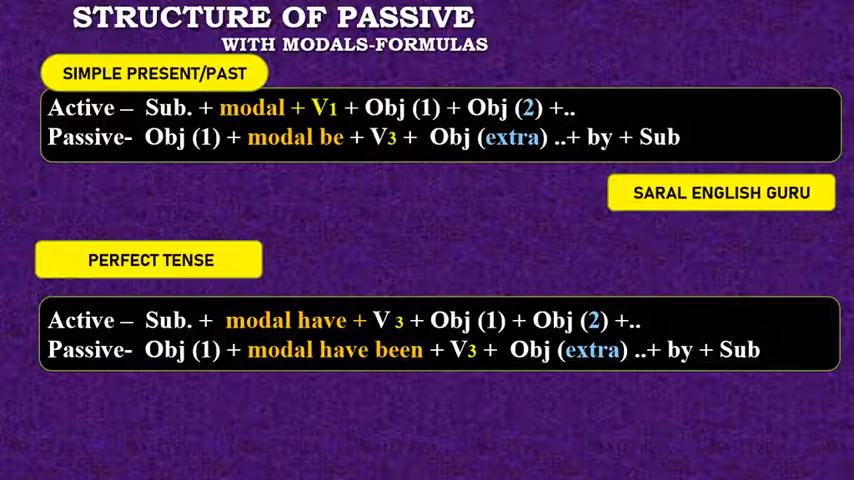 STRUCTURE OF PASSIVE
WITH MODALS-FORMULAS
SIMPLE PRESENT/PAST
Active – Sub. + modal + V1 + Obj (1) + Obj (2) +..
Passive- Obj (1) + modal be + V3 + Obj (extra) ..+ by + Sub
SARAL ENGLISH GURU
PERFECT TENSE
Active – Sub. + modal have + V 3 + Obj (1) + Obj (2) +..
Passive- Obj (1) + modal have been + V3 + Obj (extra) ..+ by + Sub